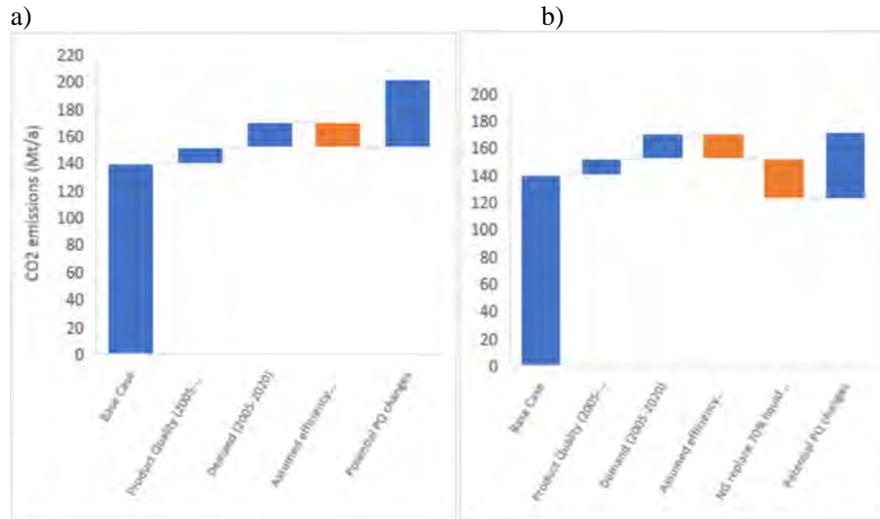 a)
b)
220
200
180
160
140
120
100
80
60
40
20
0
CO2 emissions (Mt/a)
Base Case
Product Quality (2005-...
Demand (2005-2020)
Assumed efficiency...
Potential PQ changes
200
180
160
140
120
100
80
60
40
20
0
Base Case
Product Quality (2005-...
Demand (2005-2020)
Assumed efficiency...
NG replace 70% liquid...
Potential PQ changes